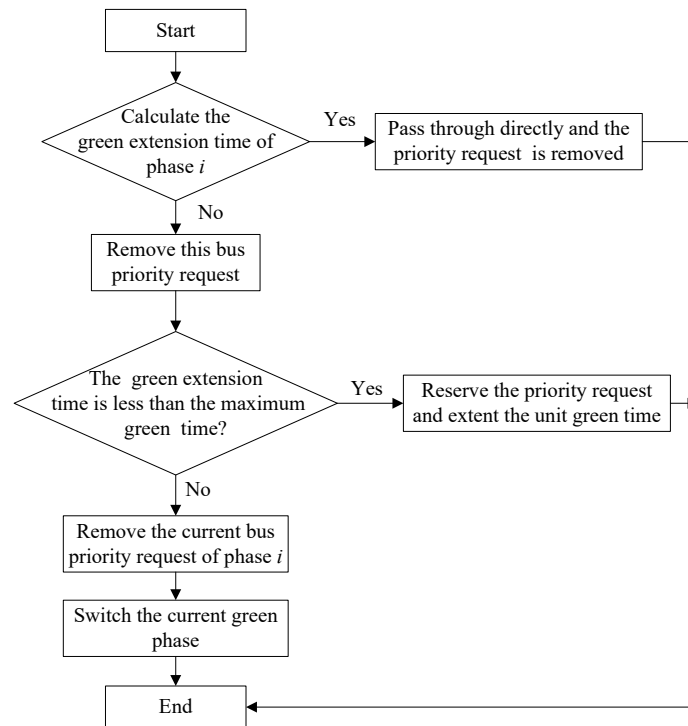 Start
Calculate the
green extension time of
phase i
Yes
Pass through directly and the
priority request is removed
No
Remove this bus
priority request
The green extension
time is less than the maximum
green time?
Yes
Reserve the priority request
and extent the unit green time
No
Remove the current bus
priority request of phase i
Switch the current green
phase
End